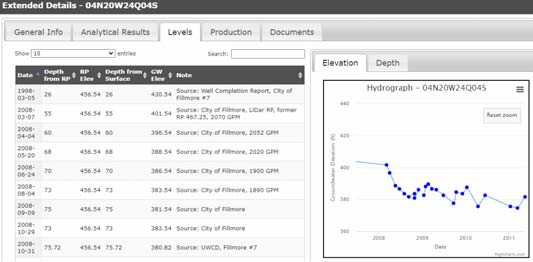 Extended Details - 04N20W24Q04S
General Info Analytical Results Levels Production Documents
Show 10 entries Search:
Date Depth from RP RP Elev Depth from Surface GW Elev Note
1998-03-05 26 456.54 26 430.54 Source: Well Completion Report, City of Fillmore #7
2008-03-07 55 456.54 55 401.54 Source: City of Fillmore, LiDar RP, former RP 467.25, 2070 GPM
2008-04-04 60 456.54 60 396.54 Source: City of Fillmore, 2052 GPM
2008-05-20 68 456.54 68 388.54 Source: City of Fillmore, 2020 GPM
2008-06-24 70 456.54 70 386.54 Source: City of Fillmore, 1900 GPM
2008-08-04 73 456.54 73 383.54 Source: City of Fillmore, 1890 GPM
2008-09-09 75 456.54 75 381.54 Source: City of Fillmore
2008-10-29 73 456.54 73 383.54 Source: City of Fillmore
2008-10-31 75.72 456.54 75.72 380.82 Source: UWCD, Fillmore #7
Elevation Depth
Hydrograph - 04N20W24Q04S
Reset zoom
Groundwater Elevation (ft)
440
420
400
380
360
2008 2009 2010 2011
Date
Highcharts.com